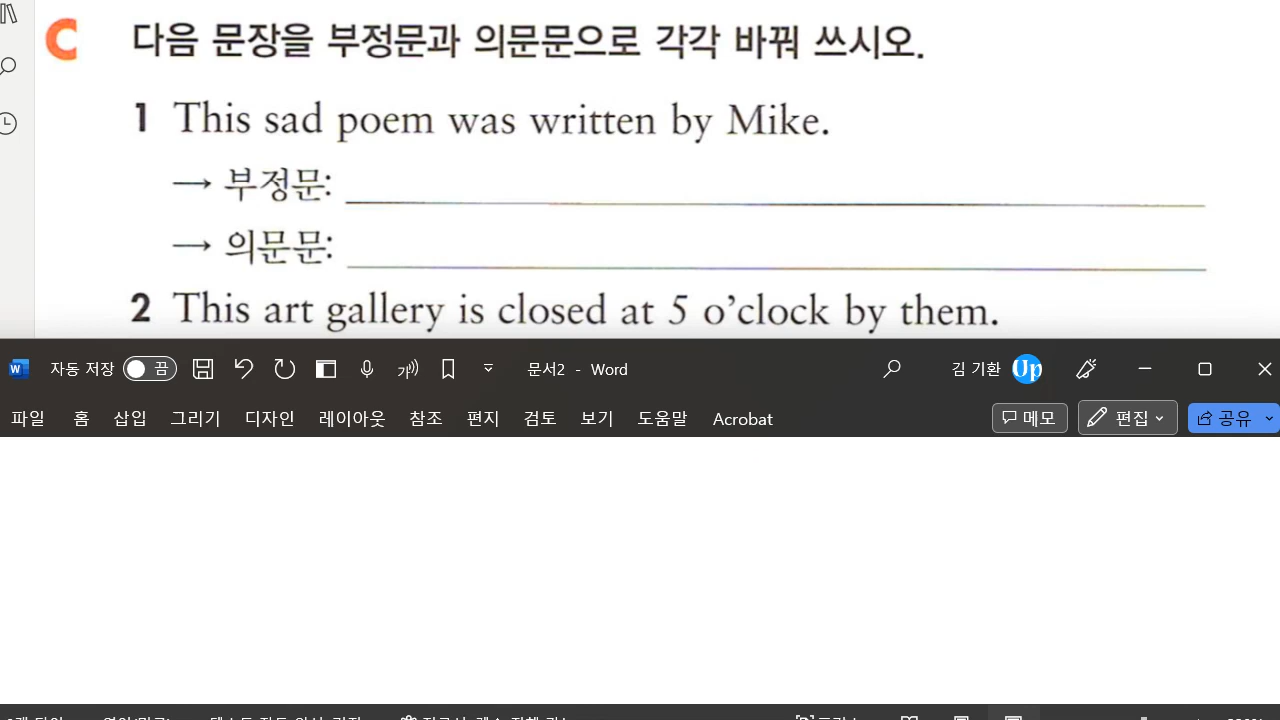 C 다음 문장을 부정문과 의문문으로 각각 바꿔 쓰시오.
1 This sad poem was written by Mike.
→ 부정문:
→ 의문문:
2 This art gallery is closed at 5 o'clock by them.
자동 저장 끔 문서2 - Word 김 기환 Up
파일 홈 삽입 그리기 디자인 레이아웃 참조 편지 검토 보기 도움말 Acrobat 메모 편집 공유